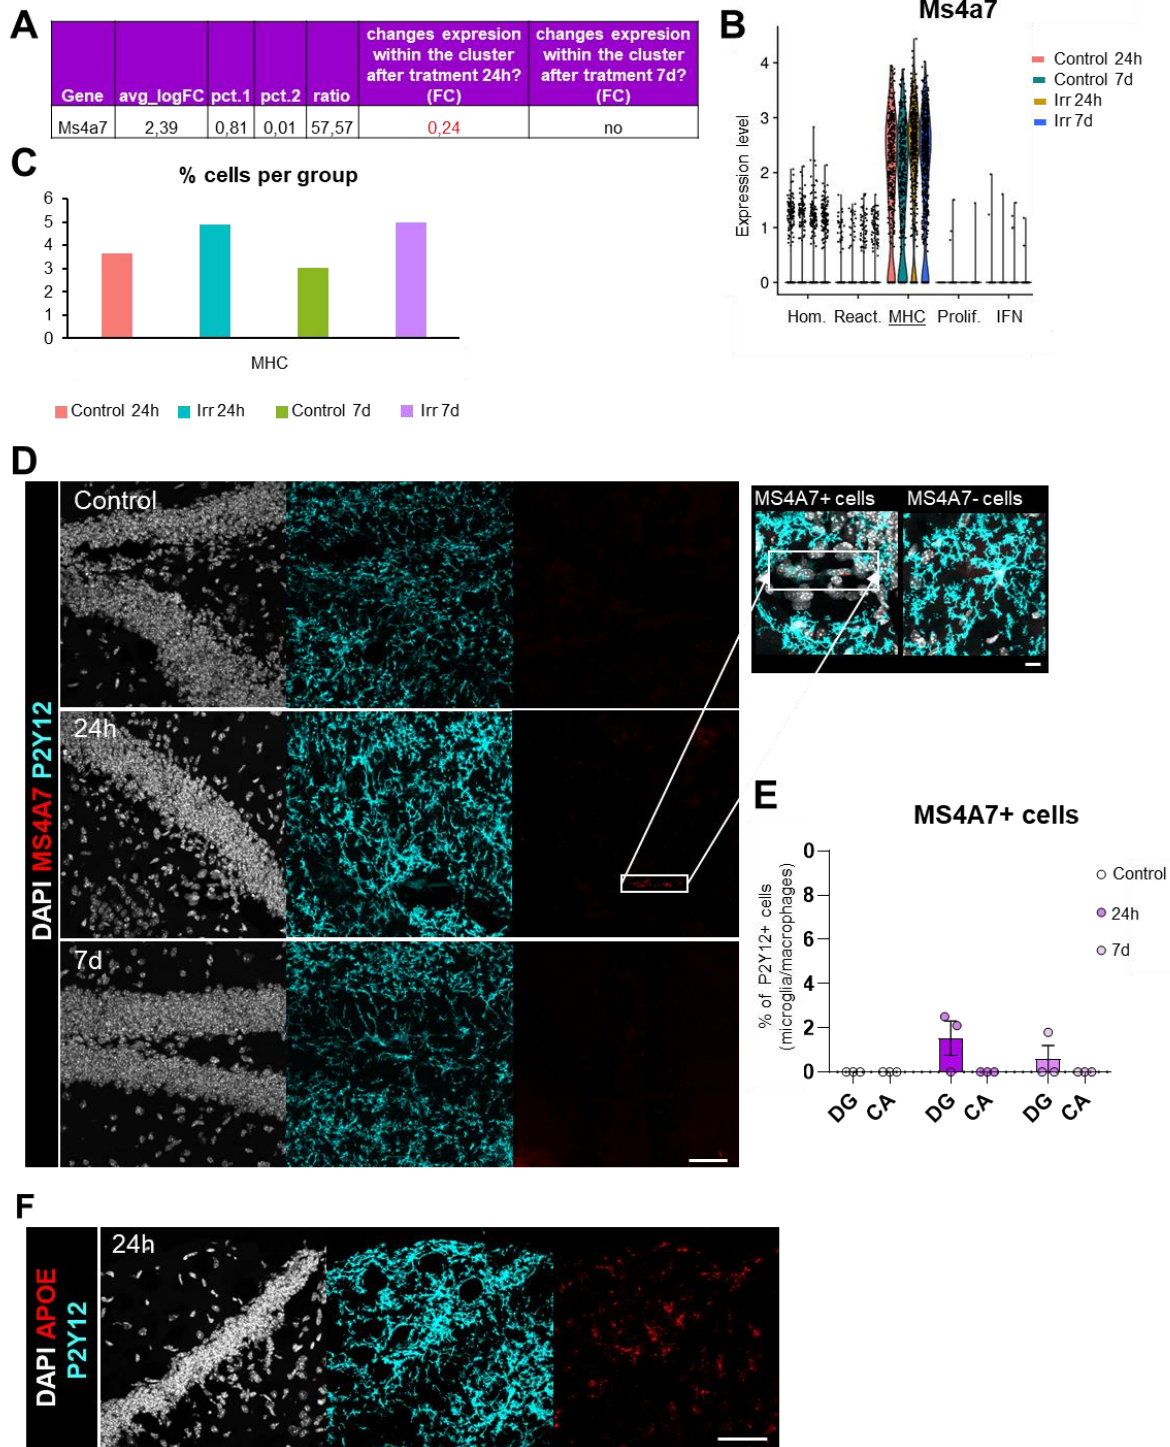 A
changes expresion
within the cluster
after tratment 24h?
(FC)
changes expresion
within the cluster
after tratment 7d?
(FC)
Gene avg_logFC pct.1 pct.2 ratio
Ms4a7 2,39 0,81 0,01 57,57 0,24 no
B
Ms4a7
Expression level
4
3
2
1
0
Hom. React. MHC Prolif. IFN
Control 24h
Control 7d
Irr 24h
Irr 7d
C
% cells per group
6
5
4
3
2
1
0
MHC
Control 24h Irr 24h Control 7d Irr 7d
D
DAPI MS4A7 P2Y12
Control
24h
7d
MS4A7+ cells MS4A7- cells
E
MS4A7+ cells
% of P2Y12+ cells
(microglia/macrophages)
0
8
6
4
2
0
DG CA DG CA DG CA
Control
24h
7d
F
DAPI APOE
P2Y12
24h